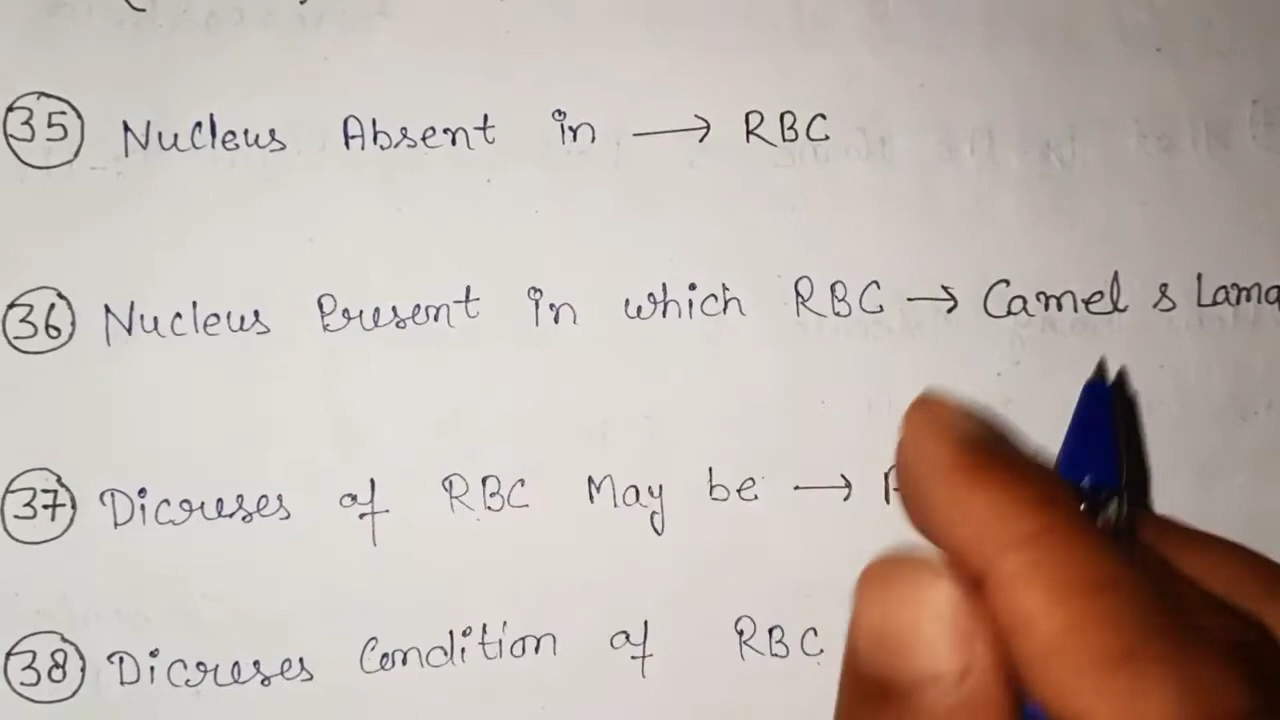 35 Nucleus Absent in → RBC
36 Nucleus Present in which RBC → Camel & Lama
37 Dicreses of RBC May be →
38 Dicreses Condition of RBC